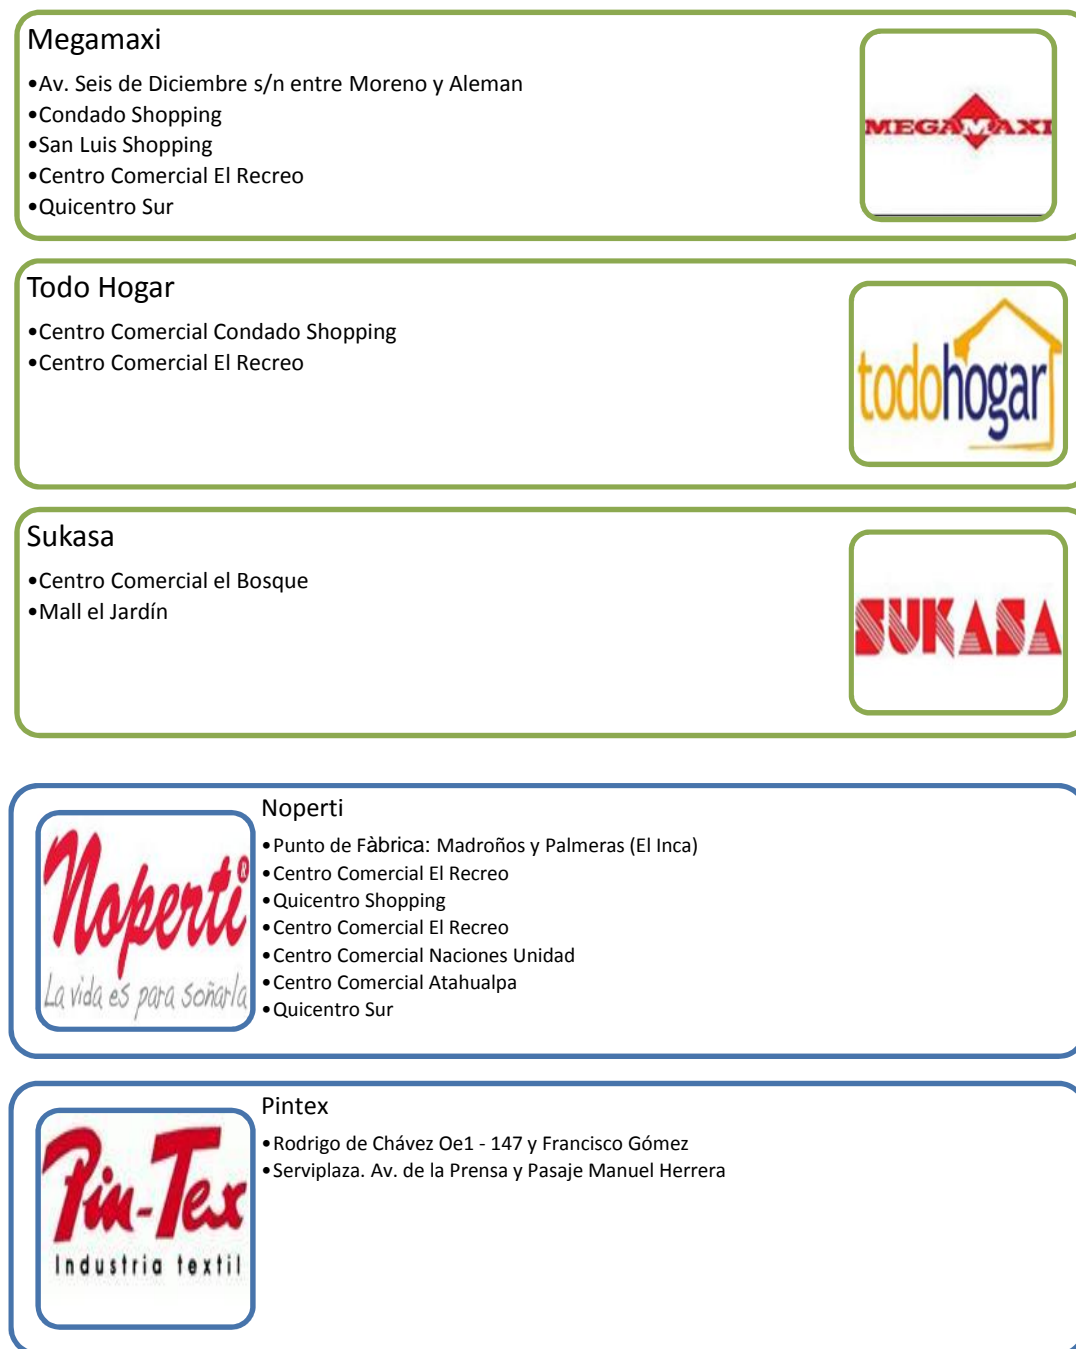 Megamaxi
•Av. Seis de Diciembre s/n entre Moreno y Aleman
•Condado Shopping
•San Luis Shopping
•Centro Comercial El Recreo
•Quicentro Sur
MEGAMAXI
Todo Hogar
•Centro Comercial Condado Shopping
•Centro Comercial El Recreo
todohogar
Sukasa
•Centro Comercial el Bosque
•Mall el Jardín
SUKASA
Noperti
•Punto de Fàbrica: Madroños y Palmeras (El Inca)
•Centro Comercial El Recreo
•Quicentro Shopping
•Centro Comercial El Recreo
•Centro Comercial Naciones Unidad
•Centro Comercial Atahualpa
•Quicentro Sur
Noperti®
La vida es para soñarla
Pintex
•Rodrigo de Chávez Oe1 - 147 y Francisco Gómez
•Serviplaza. Av. de la Prensa y Pasaje Manuel Herrera
Pin-Tex
Industria textil